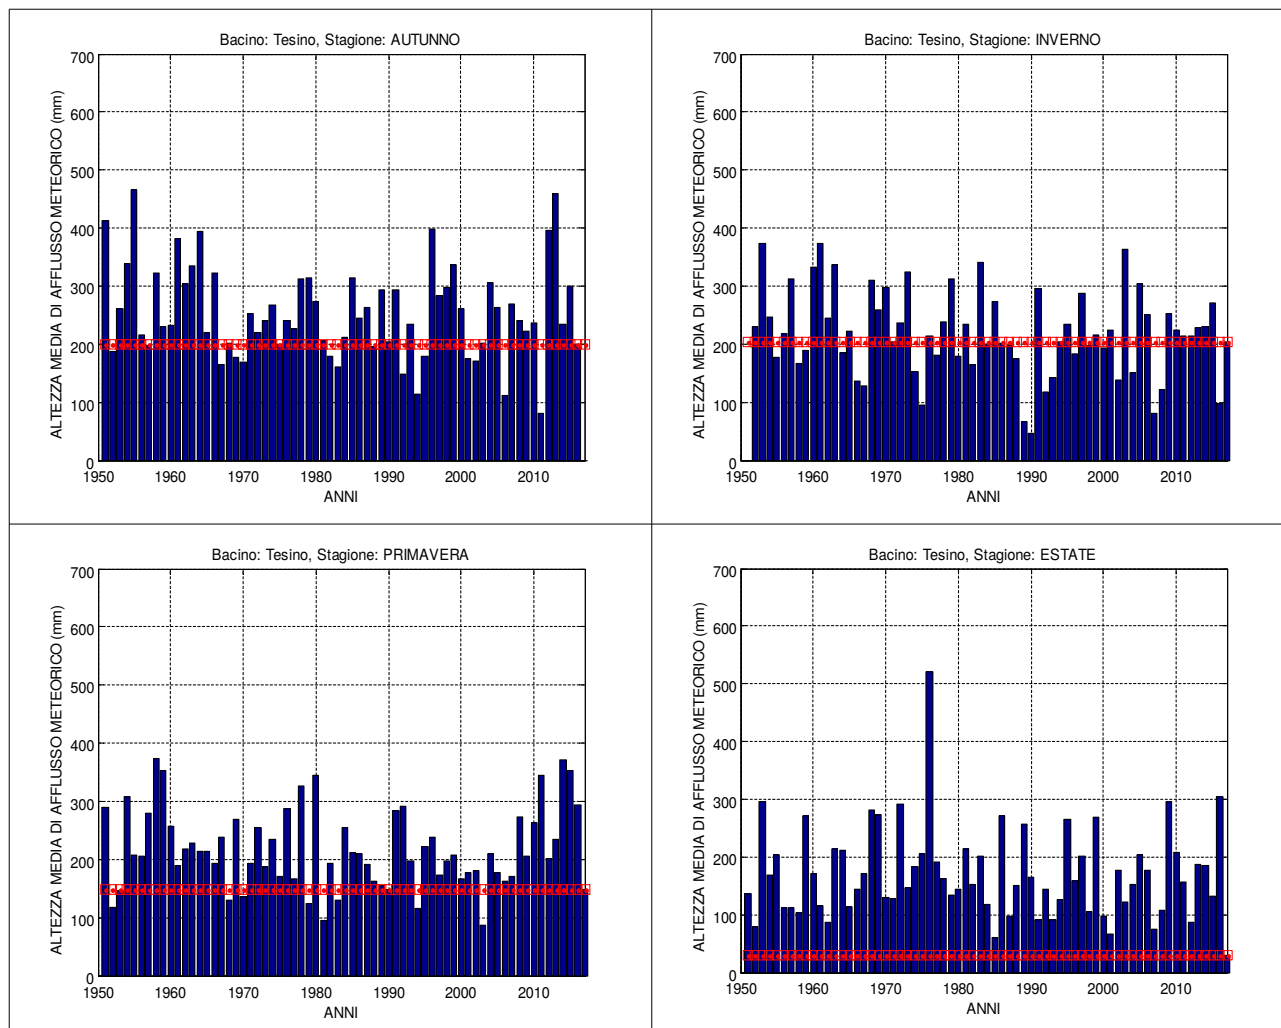 Bacino: Tesino, Stagione: AUTUNNO
ALTEZZA MEDIA DI AFFLUSSO METEORICO (mm)
700
600
500
400
300
200
100
0
1950 1960 1970 1980 1990 2000 2010
ANNI
Bacino: Tesino, Stagione: INVERNO
ALTEZZA MEDIA DI AFFLUSSO METEORICO (mm)
700
600
500
400
300
200
100
0
1950 1960 1970 1980 1990 2000 2010
ANNI
Bacino: Tesino, Stagione: PRIMAVERA
ALTEZZA MEDIA DI AFFLUSSO METEORICO (mm)
700
600
500
400
300
200
100
0
1950 1960 1970 1980 1990 2000 2010
ANNI
Bacino: Tesino, Stagione: ESTATE
ALTEZZA MEDIA DI AFFLUSSO METEORICO (mm)
700
600
500
400
300
200
100
0
1950 1960 1970 1980 1990 2000 2010
ANNI